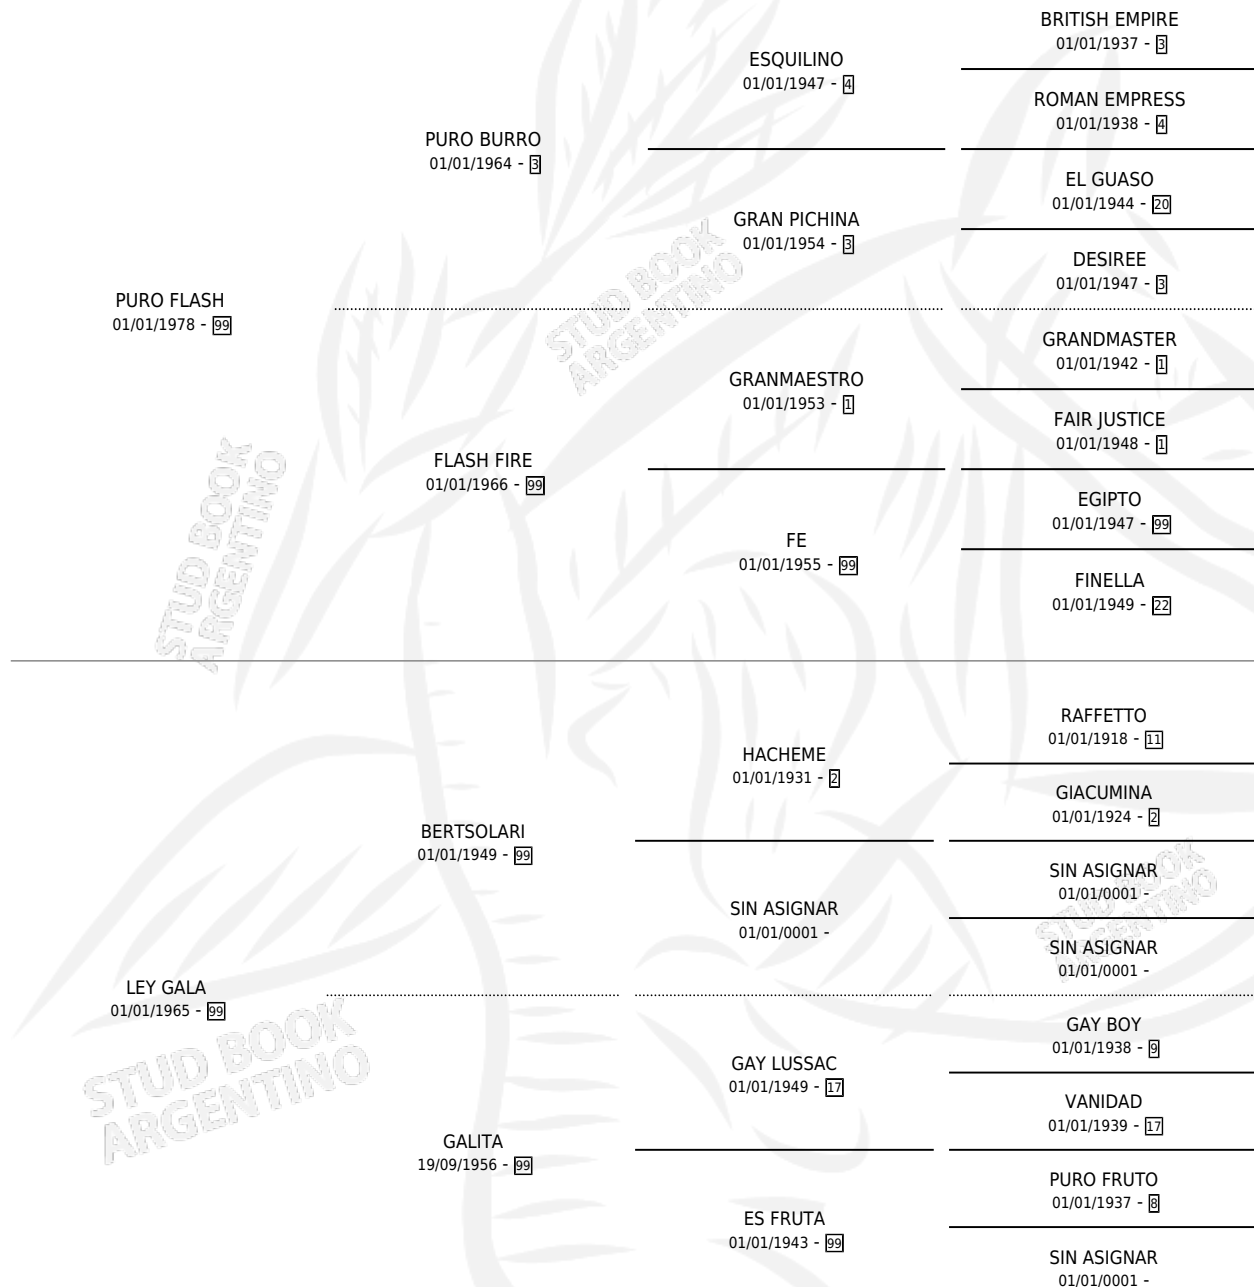 BRITISH EMPIRE
01/01/1937 - 3
ESQUILINO
01/01/1947 - 4
ROMAN EMPRESS
01/01/1938 - 4
PURO BURRO
01/01/1964 - 3
EL GUASO
01/01/1944 - 20
GRAN PICHINA
01/01/1954 - 3
DESIREE
01/01/1947 - 3
PURO FLASH
01/01/1978 - 99
GRANDMASTER
01/01/1942 - 1
GRANMAESTRO
01/01/1953 - 1
FAIR JUSTICE
01/01/1948 - 1
FLASH FIRE
01/01/1966 - 99
EGIPTO
01/01/1947 - 99
FE
01/01/1955 - 99
FINELLA
01/01/1949 - 22
RAFFETTO
01/01/1918 - 11
HACHEME
01/01/1931 - 2
GIACUMINA
01/01/1924 - 2
BERTSOLARI
01/01/1949 - 99
SIN ASIGNAR
01/01/0001 -
SIN ASIGNAR
01/01/0001 -
SIN ASIGNAR
01/01/0001 -
LEY GALA
01/01/1965 - 99
GAY BOY
01/01/1938 - 9
GAY LUSSAC
01/01/1949 - 17
VANIDAD
01/01/1939 - 17
GALITA
19/09/1956 - 99
PURO FRUTO
01/01/1937 - 8
ES FRUTA
01/01/1943 - 99
SIN ASIGNAR
01/01/0001 -
STUD BOOK
ARGENTINO
STUD BOOK
ARGENTINO
STUD BOOK
ARGENTINO
STUD BOOK
ARGENTINO